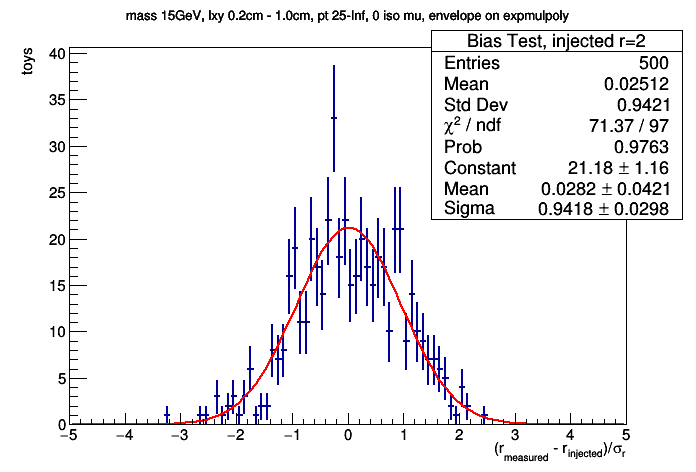 mass 15GeV, lxy 0.2cm - 1.0cm, pt 25-Inf, 0 iso mu, envelope on expmulpoly
Bias Test, injected r=2
Entries 500
Mean 0.02512
Std Dev 0.9421
χ² / ndf 71.37 / 97
Prob 0.9763
Constant 21.18 ± 1.16
Mean 0.0282 ± 0.0421
Sigma 0.9418 ± 0.0298
toys
40
35
30
25
20
15
10
5
0
−5 −4 −3 −2 −1 0 1 2 3 4 5
(r_measured - r_injected)/σ_r